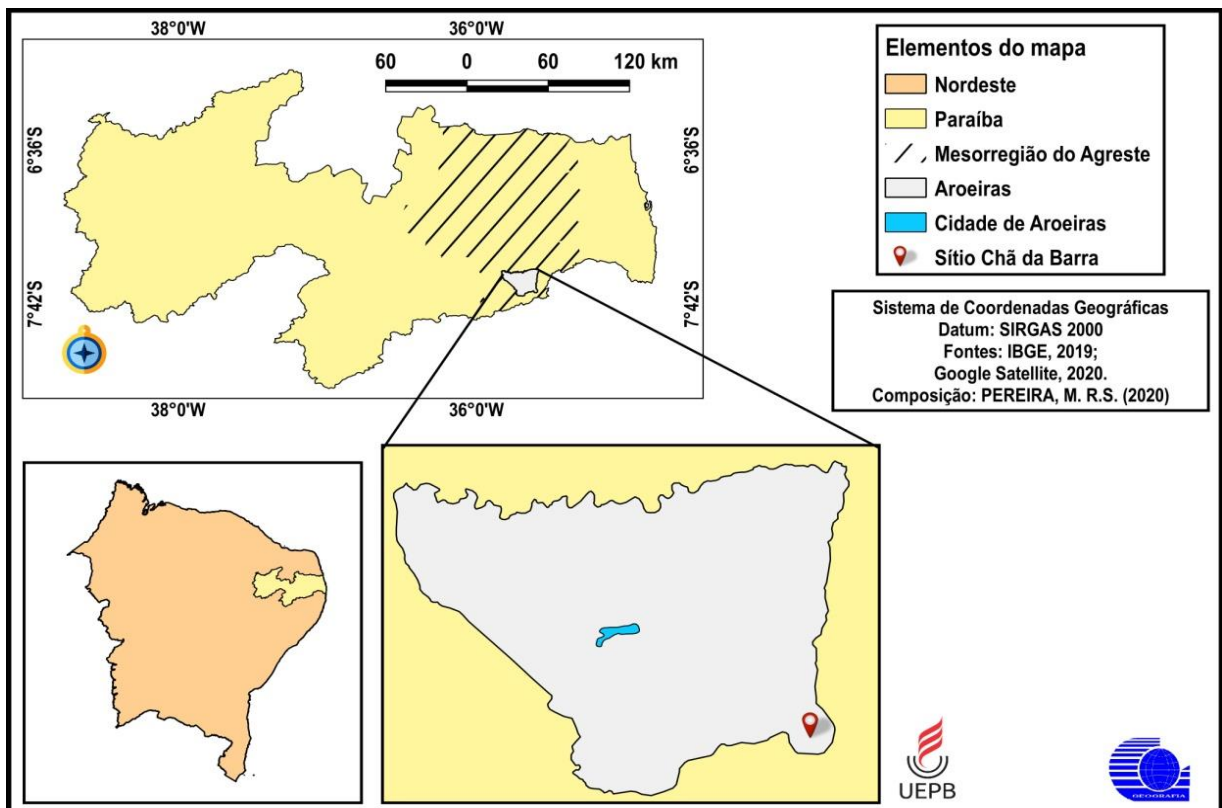 38°0'W
36°0'W
60 0 60 120 km
6°36'S
6°36'S
7°42'S
7°42'S
38°0'W
36°0'W
Elementos do mapa
Nordeste
Paraíba
Mesorregião do Agreste
Aroeiras
Cidade de Aroeiras
Sítio Chã da Barra
Sistema de Coordenadas Geográficas
Datum: SIRGAS 2000
Fontes: IBGE, 2019;
Google Satellite, 2020.
Composição: PEREIRA, M. R.S. (2020)
UEPB
GEOGRAFIA